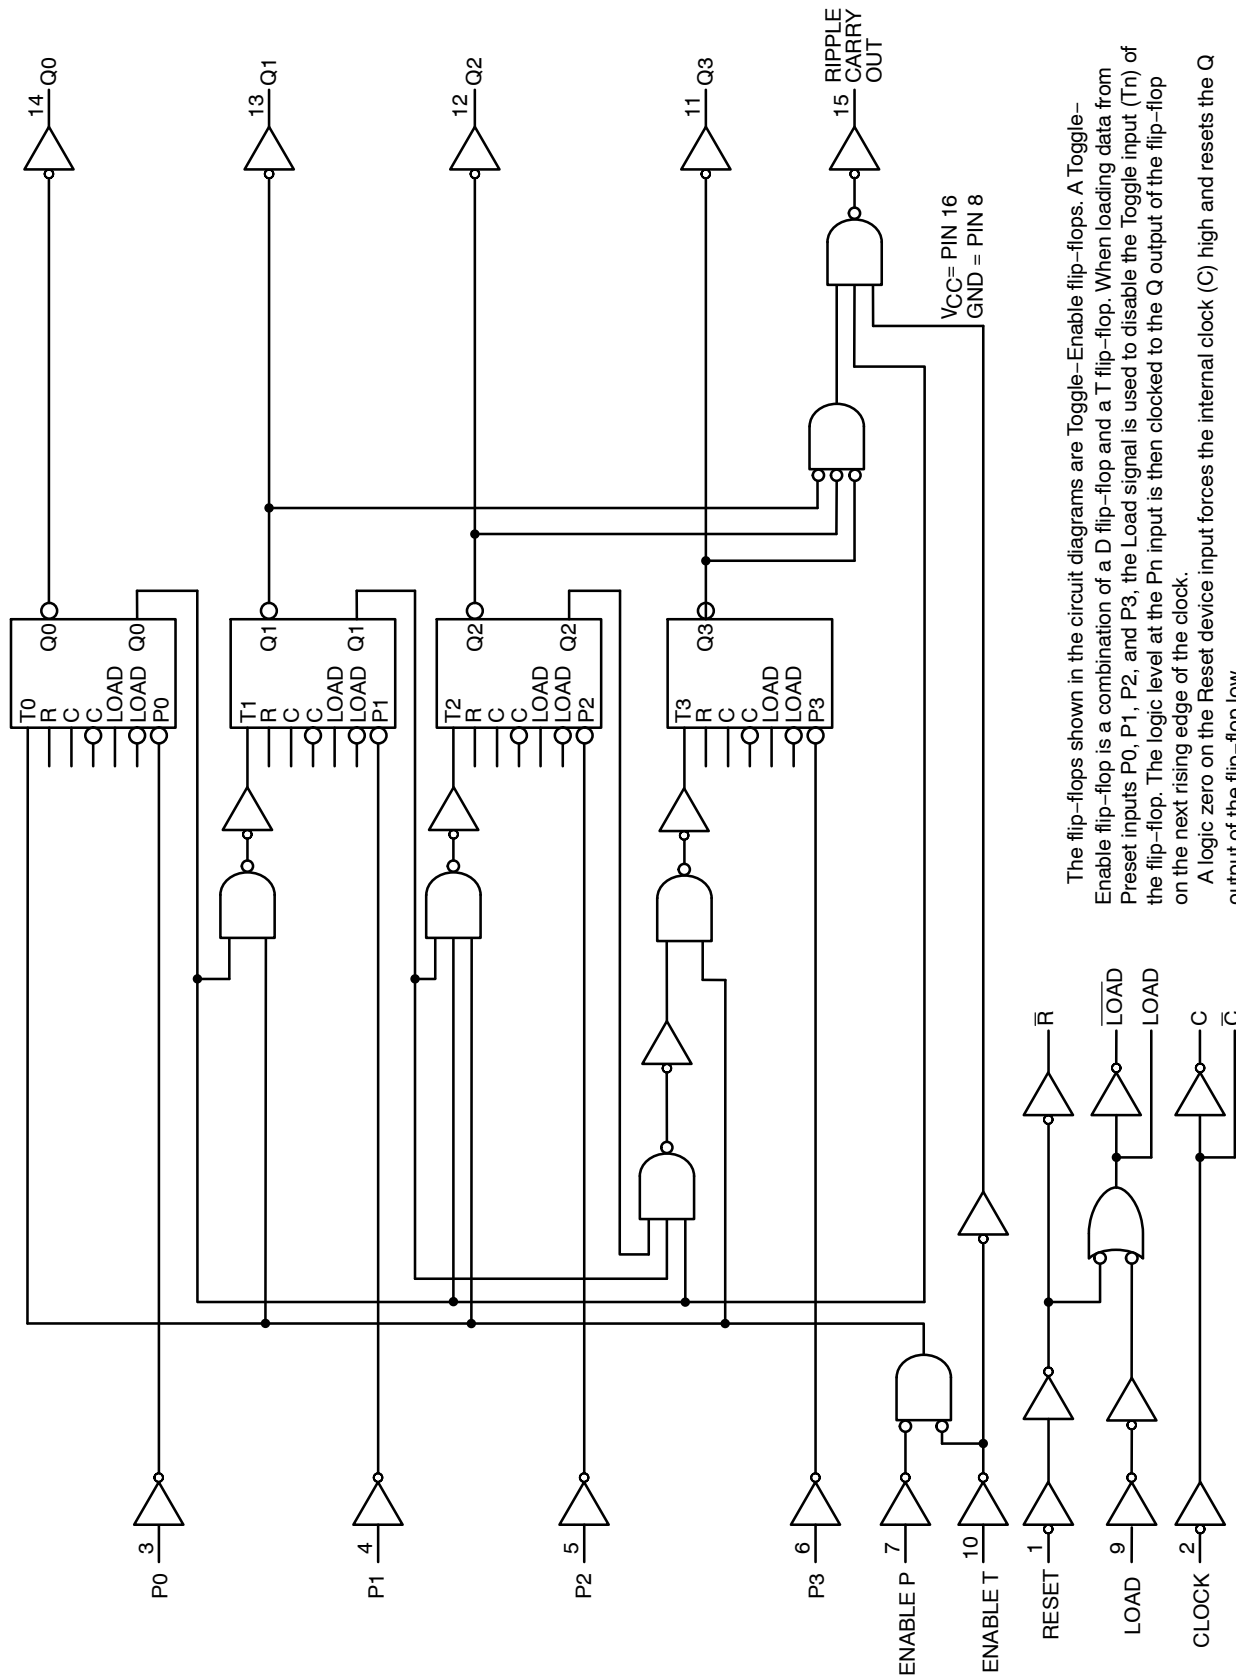 P0
3
T0
R
C
C
LOAD
LOAD
P0
Q0
Q0
14
Q0
P1
4
T1
R
C
C
LOAD
LOAD
P1
Q1
Q1
13
Q1
P2
5
T2
R
C
C
LOAD
LOAD
P2
Q2
Q2
12
Q2
P3
6
T3
R
C
C
LOAD
LOAD
P3
Q3
11
Q3
ENABLE P
7
ENABLE T
10
15
RIPPLE
CARRY
OUT
VCC= PIN 16
GND = PIN 8
RESET
1
R̅
LOAD
9
L̅O̅A̅D̅
LOAD
CLOCK
2
C
C̅
The flip−flops shown in the circuit diagrams are Toggle−Enable flip−flops. A Toggle−
Enable flip−flop is a combination of a D flip−flop and a T flip−flop. When loading data from
Preset inputs P0, P1, P2, and P3, the Load signal is used to disable the Toggle input (Tn) of
the flip−flop. The logic level at the Pn input is then clocked to the Q output of the flip−flop
on the next rising edge of the clock.
A logic zero on the Reset device input forces the internal clock (C) high and resets the Q
output of the flip−flop low.